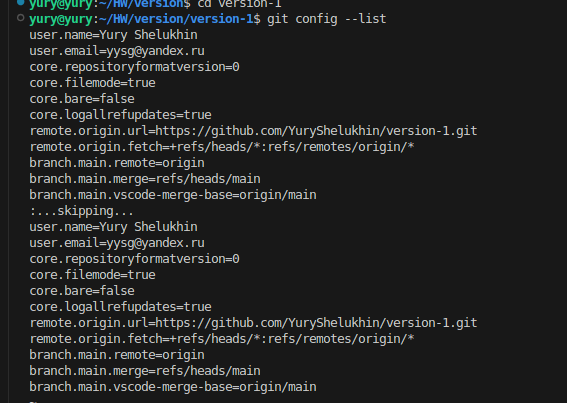 yury@yury:~/HW/version$ cd version-1
yury@yury:~/HW/version/version-1$ git config --list
user.name=Yury Shelukhin
user.email=yysg@yandex.ru
core.repositoryformatversion=0
core.filemode=true
core.bare=false
core.logallrefupdates=true
remote.origin.url=https://github.com/YuryShelukhin/version-1.git
remote.origin.fetch=+refs/heads/*:refs/remotes/origin/*
branch.main.remote=origin
branch.main.merge=refs/heads/main
branch.main.vscode-merge-base=origin/main
:...skipping...
user.name=Yury Shelukhin
user.email=yysg@yandex.ru
core.repositoryformatversion=0
core.filemode=true
core.bare=false
core.logallrefupdates=true
remote.origin.url=https://github.com/YuryShelukhin/version-1.git
remote.origin.fetch=+refs/heads/*:refs/remotes/origin/*
branch.main.remote=origin
branch.main.merge=refs/heads/main
branch.main.vscode-merge-base=origin/main